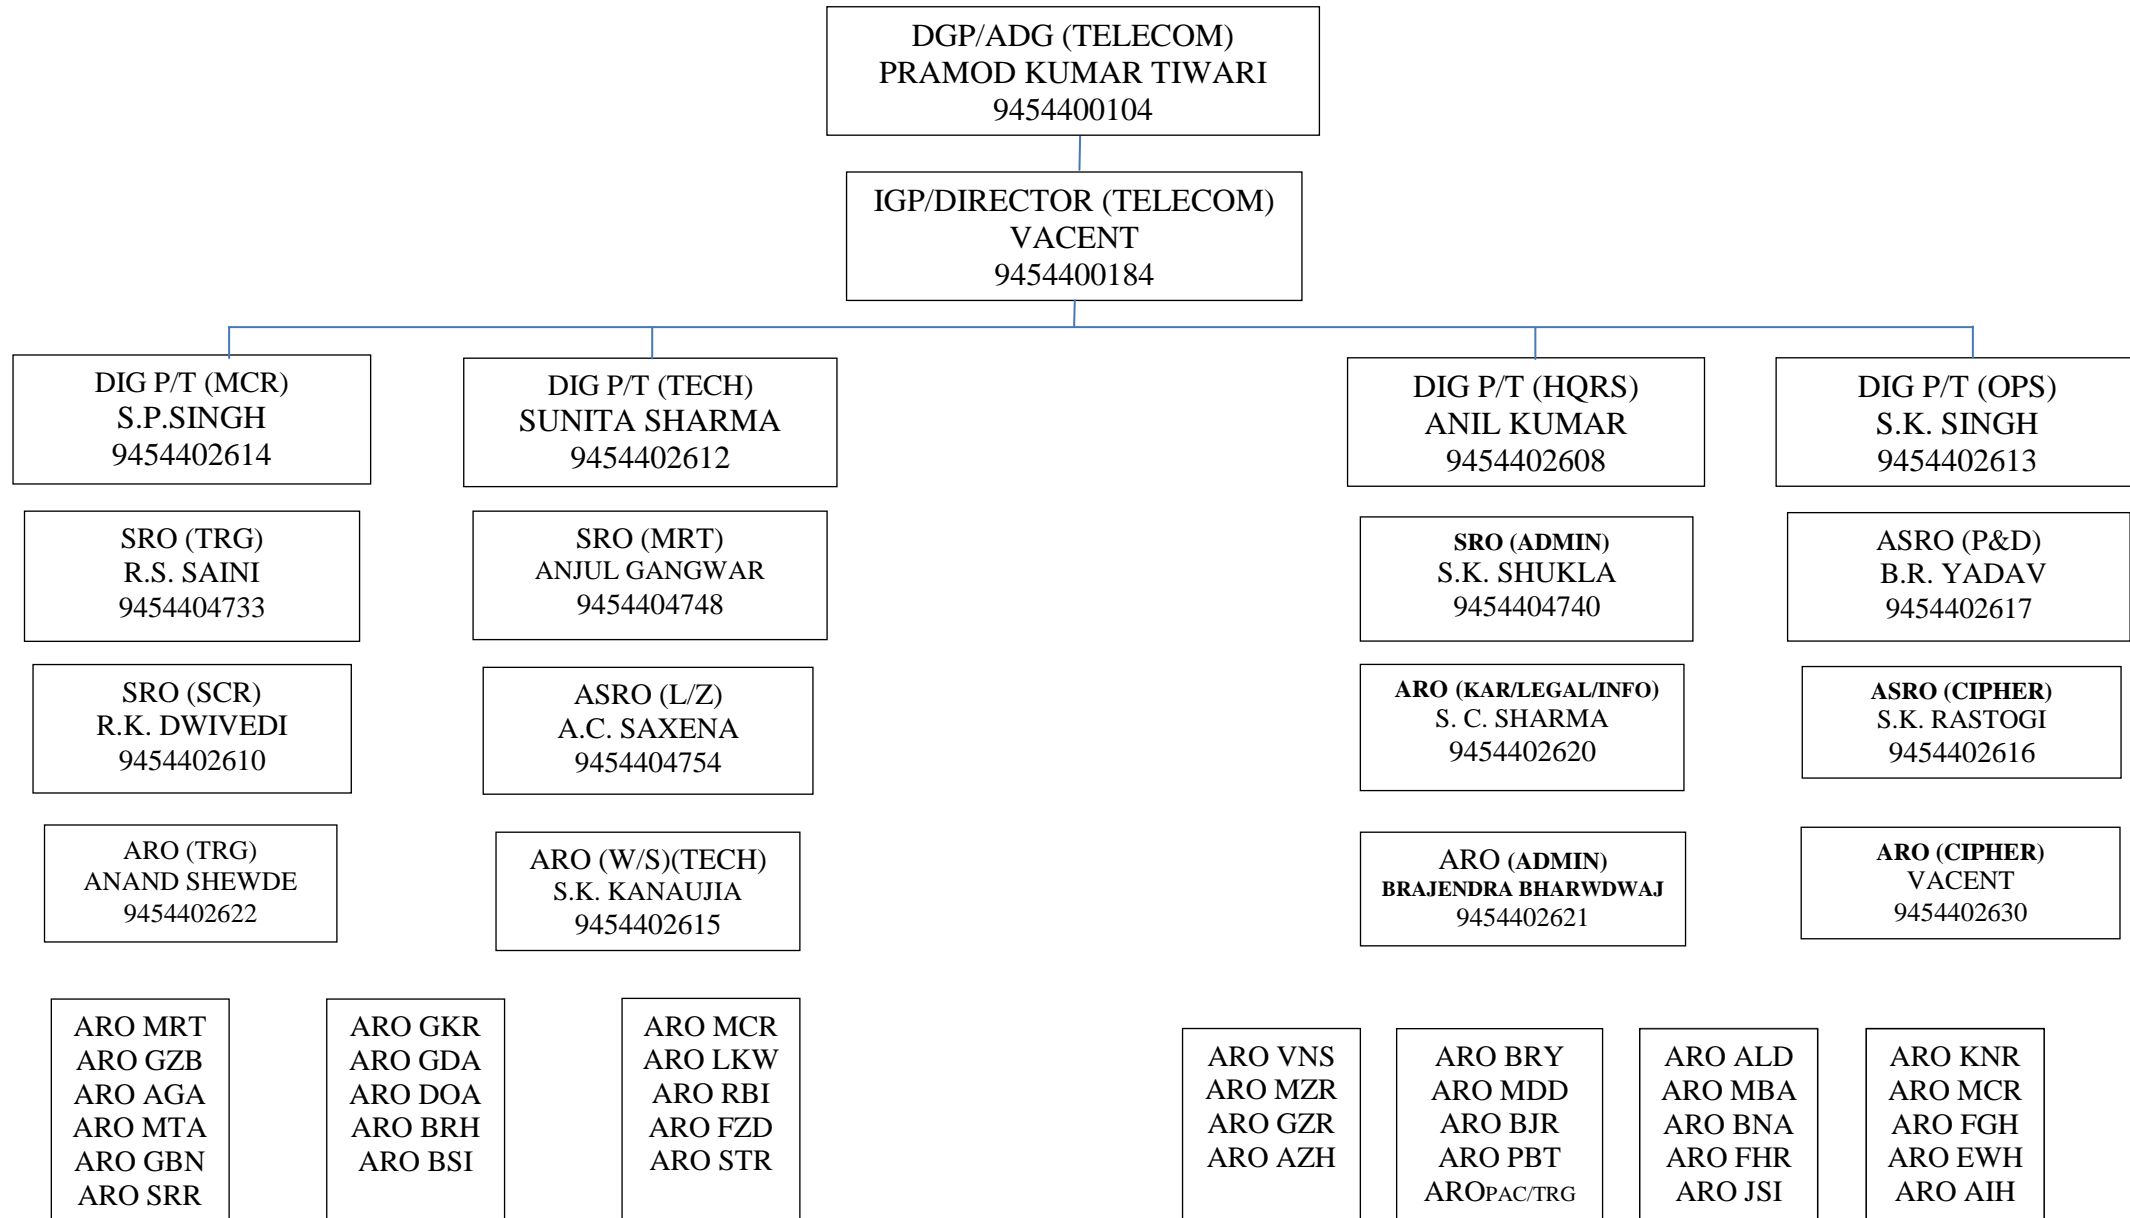 DGP/ADG (TELECOM)
PRAMOD KUMAR TIWARI
9454400104
IGP/DIRECTOR (TELECOM)
VACENT
9454400184
DIG P/T (MCR)
S.P.SINGH
9454402614
DIG P/T (TECH)
SUNITA SHARMA
9454402612
DIG P/T (HQRS)
ANIL KUMAR
9454402608
DIG P/T (OPS)
S.K. SINGH
9454402613
SRO (TRG)
R.S. SAINI
9454404733
SRO (MRT)
ANJUL GANGWAR
9454404748
SRO (ADMIN)
S.K. SHUKLA
9454404740
ASRO (P&D)
B.R. YADAV
9454402617
SRO (SCR)
R.K. DWIVEDI
9454402610
ASRO (L/Z)
A.C. SAXENA
9454404754
ARO (KAR/LEGAL/INFO)
S. C. SHARMA
9454402620
ASRO (CIPHER)
S.K. RASTOGI
9454402616
ARO (TRG)
ANAND SHEWDE
9454402622
ARO (W/S)(TECH)
S.K. KANAUJIA
9454402615
ARO (ADMIN)
BRAJENDRA BHARWDWAJ
9454402621
ARO (CIPHER)
VACENT
9454402630
ARO MRT
ARO GZB
ARO AGA
ARO MTA
ARO GBN
ARO SRR
ARO GKR
ARO GDA
ARO DOA
ARO BRH
ARO BSI
ARO MCR
ARO LKW
ARO RBI
ARO FZD
ARO STR
ARO VNS
ARO MZR
ARO GZR
ARO AZH
ARO BRY
ARO MDD
ARO BJR
ARO PBT
AROPAC/TRG
ARO ALD
ARO MBA
ARO BNA
ARO FHR
ARO JSI
ARO KNR
ARO MCR
ARO FGH
ARO EWH
ARO AIH